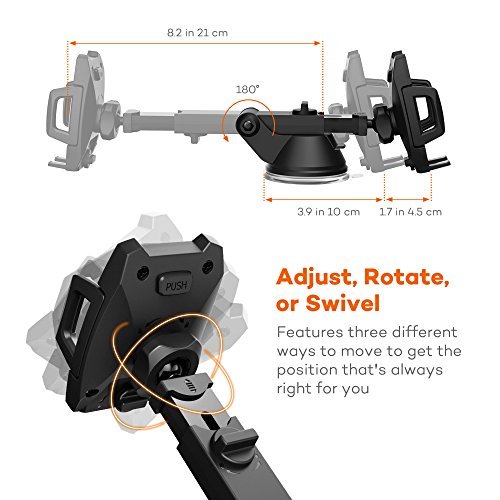 8.2 in 21 cm
180°
3.9 in 10 cm
1.7 in 4.5 cm
PUSH
Adjust, Rotate,
or Swivel
Features three different
ways to move to get the
position that's always
right for you